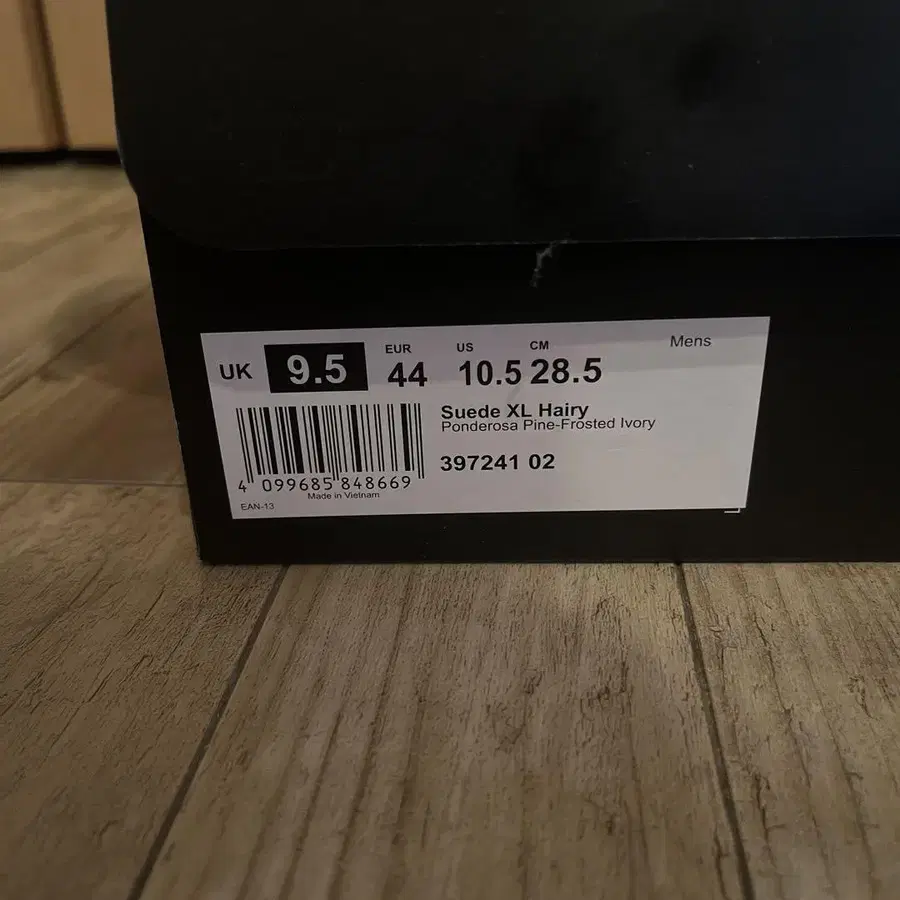 UK 9.5 EUR 44 US 10.5 CM 28.5 Mens
Suede XL Hairy
Ponderosa Pine-Frosted Ivory
397241 02
4 099685 848669
Made in Vietnam
EAN-13